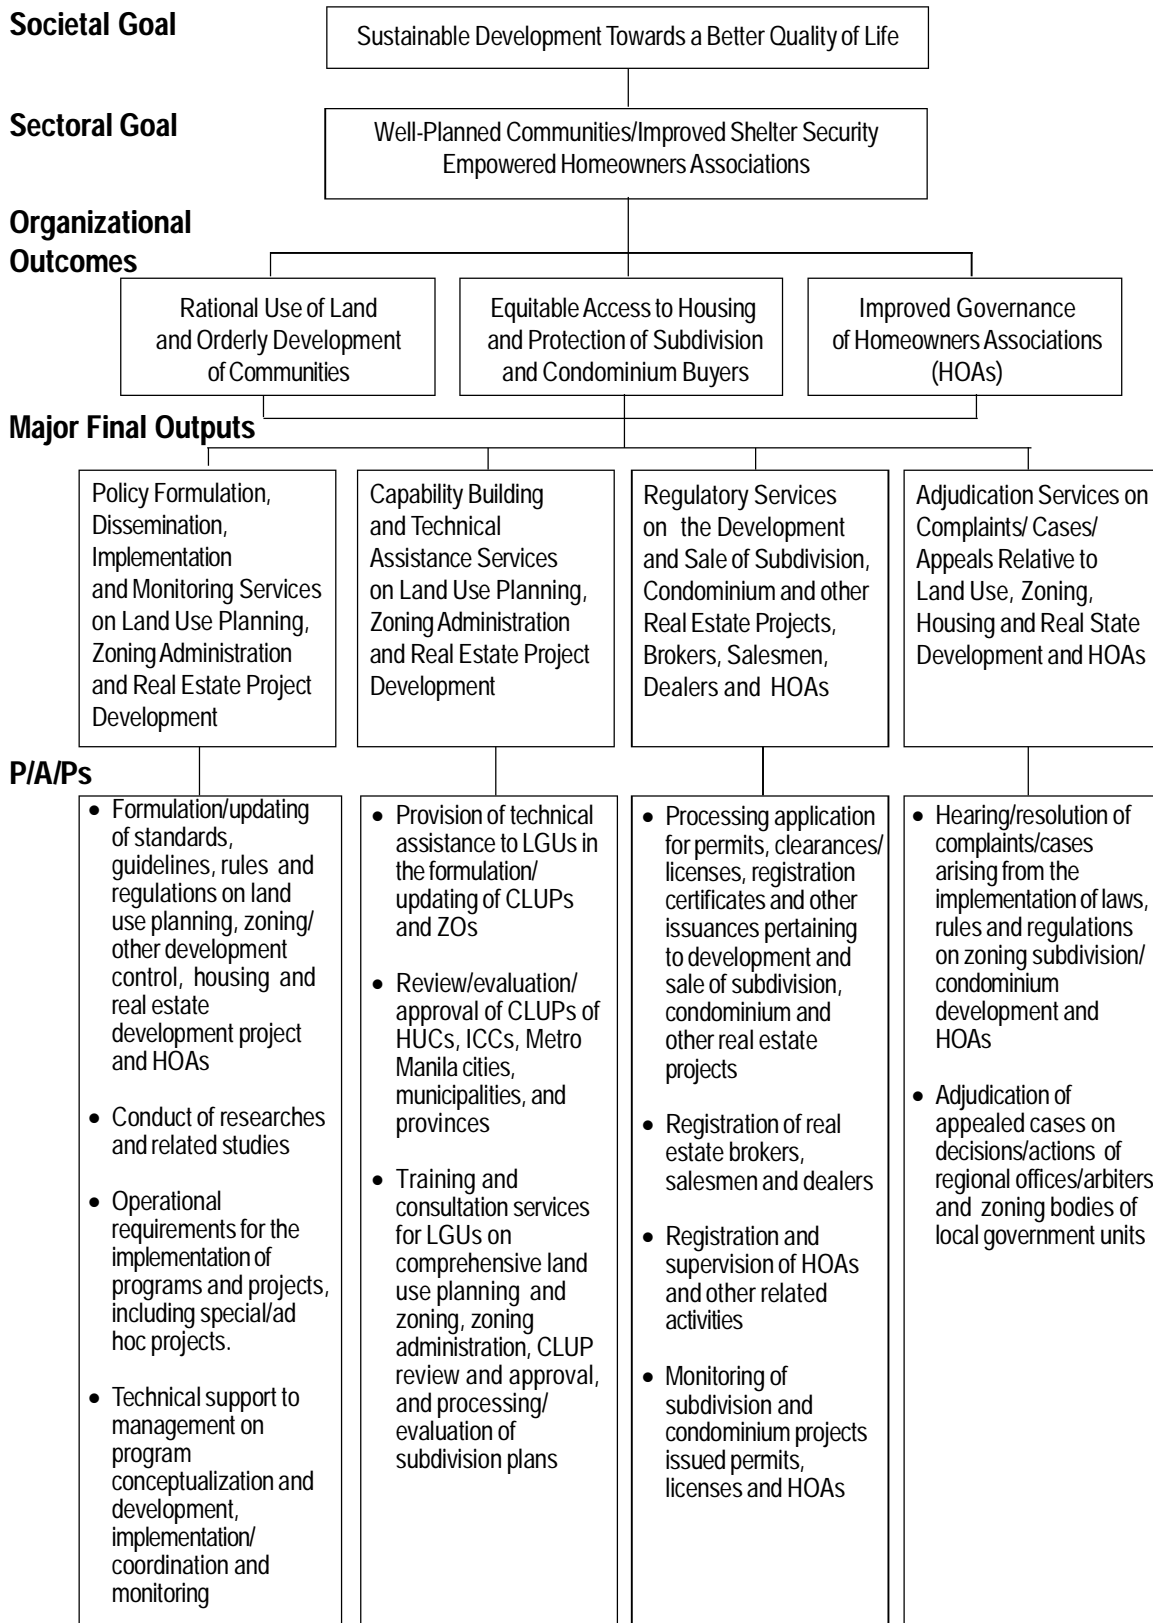 Societal Goal
Sustainable Development Towards a Better Quality of Life
Sectoral Goal
Well-Planned Communities/Improved Shelter Security
Empowered Homeowners Associations
Organizational
Outcomes
Rational Use of Land
and Orderly Development
of Communities
Equitable Access to Housing
and Protection of Subdivision
and Condominium Buyers
Improved Governance
of Homeowners Associations
(HOAs)
Major Final Outputs
Policy Formulation,
Dissemination,
Implementation
and Monitoring Services
on Land Use Planning,
Zoning Administration
and Real Estate Project
Development
Capability Building
and Technical
Assistance Services
on Land Use Planning,
Zoning Administration
and Real Estate Project
Development
Regulatory Services
on the Development
and Sale of Subdivision,
Condominium and other
Real Estate Projects,
Brokers, Salesmen,
Dealers and HOAs
Adjudication Services on
Complaints/ Cases/
Appeals Relative to
Land Use, Zoning,
Housing and Real State
Development and HOAs
P/A/Ps
• Formulation/updating
of standards,
guidelines, rules and
regulations on land
use planning, zoning/
other development
control, housing and
real estate
development project
and HOAs
• Conduct of researches
and related studies
• Operational
requirements for the
implementation of
programs and projects,
including special/ad
hoc projects.
• Technical support to
management on
program
conceptualization and
development,
implementation/
coordination and
monitoring
• Provision of technical
assistance to LGUs in
the formulation/
updating of CLUPs
and ZOs
• Review/evaluation/
approval of CLUPs of
HUCs, ICCs, Metro
Manila cities,
municipalities, and
provinces
• Training and
consultation services
for LGUs on
comprehensive land
use planning and
zoning, zoning
administration, CLUP
review and approval,
and processing/
evaluation of
subdivision plans
• Processing application
for permits, clearances/
licenses, registration
certificates and other
issuances pertaining
to development and
sale of subdivision,
condominium and
other real estate
projects
• Registration of real
estate brokers,
salesmen and dealers
• Registration and
supervision of HOAs
and other related
activities
• Monitoring of
subdivision and
condominium projects
issued permits,
licenses and HOAs
• Hearing/resolution of
complaints/cases
arising from the
implementation of laws,
rules and regulations
on zoning subdivision/
condominium
development and
HOAs
• Adjudication of
appealed cases on
decisions/actions of
regional offices/arbiters
and zoning bodies of
local government units